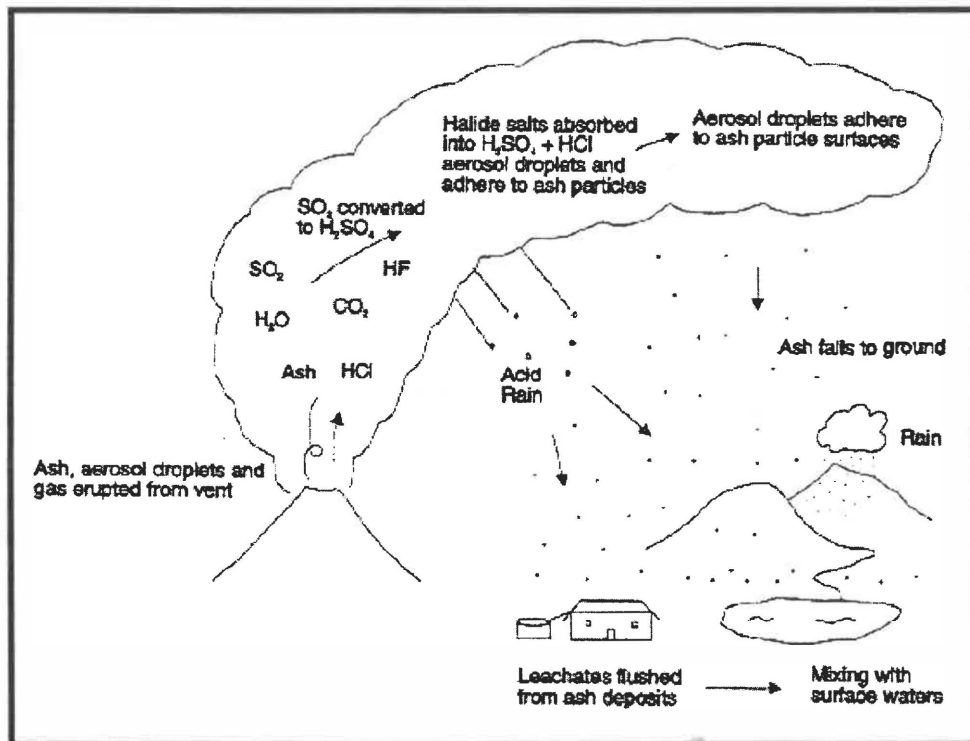 Halide salts absorbed
into H₂SO₄ + HCl
aerosol droplets and
adhere to ash particles
Aerosol droplets adhere
to ash particle surfaces
SO₂ converted
to H₂SO₄
SO₂
HF
H₂O
CO₂
Ash
HCl
Acid
Rain
Ash falls to ground
Rain
Ash, aerosol droplets and
gas erupted from vent
Leachates flushed
from ash deposits
Mixing with
surface waters